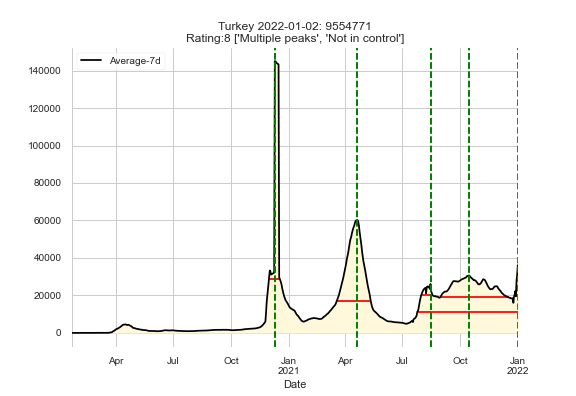 Turkey 2022-01-02: 9554771
Rating:8 ['Multiple peaks', 'Not in control']
Average-7d
140000
120000
100000
80000
60000
40000
20000
0
Apr Jul Oct Jan Apr Jul Oct Jan
2021 2022
Date